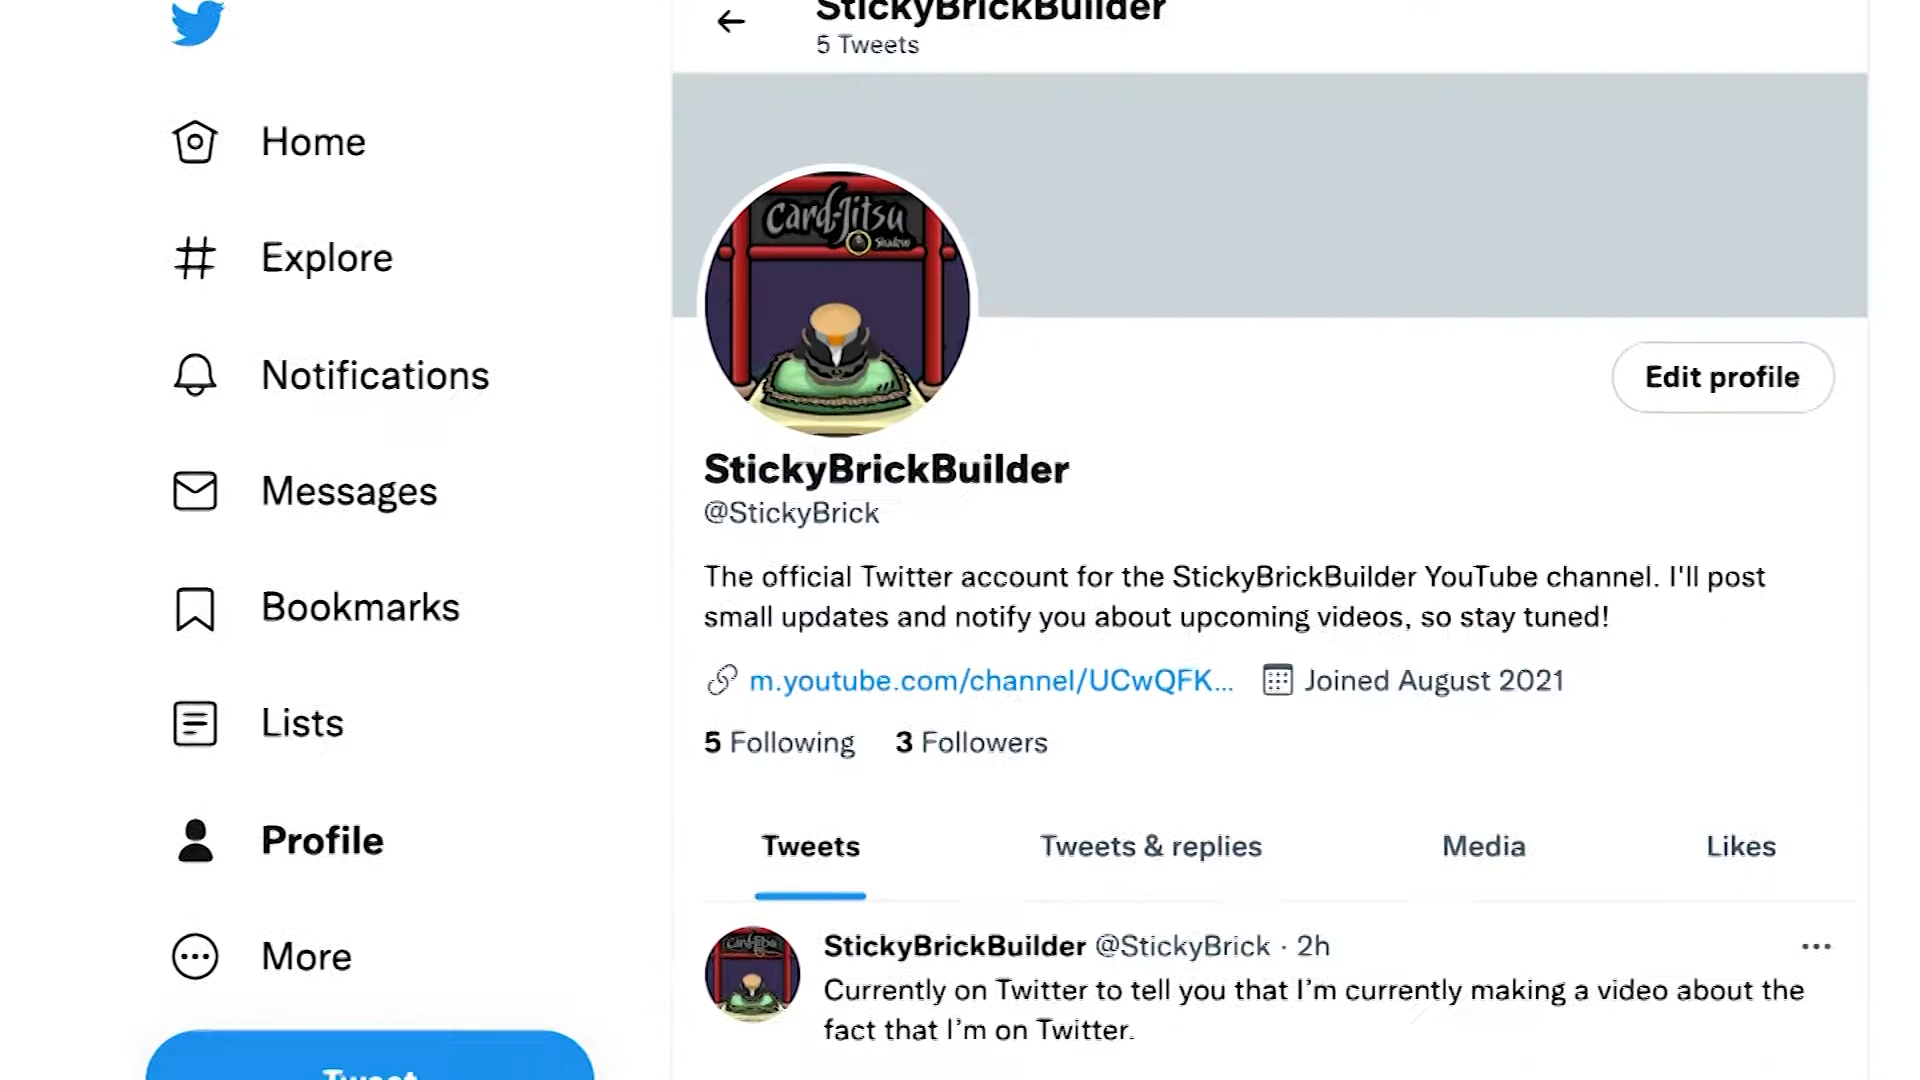 StickyBrickBuilder
5 Tweets
Home
Explore
Notifications
Messages
Bookmarks
Lists
Profile
More
Tweet
Card-Jitsu
Shadow
Edit profile
StickyBrickBuilder
@StickyBrick
The official Twitter account for the StickyBrickBuilder YouTube channel. I'll post
small updates and notify you about upcoming videos, so stay tuned!
m.youtube.com/channel/UCwQFK... Joined August 2021
5 Following 3 Followers
Tweets Tweets & replies Media Likes
StickyBrickBuilder @StickyBrick · 2h
Currently on Twitter to tell you that I’m currently making a video about the
fact that I’m on Twitter.